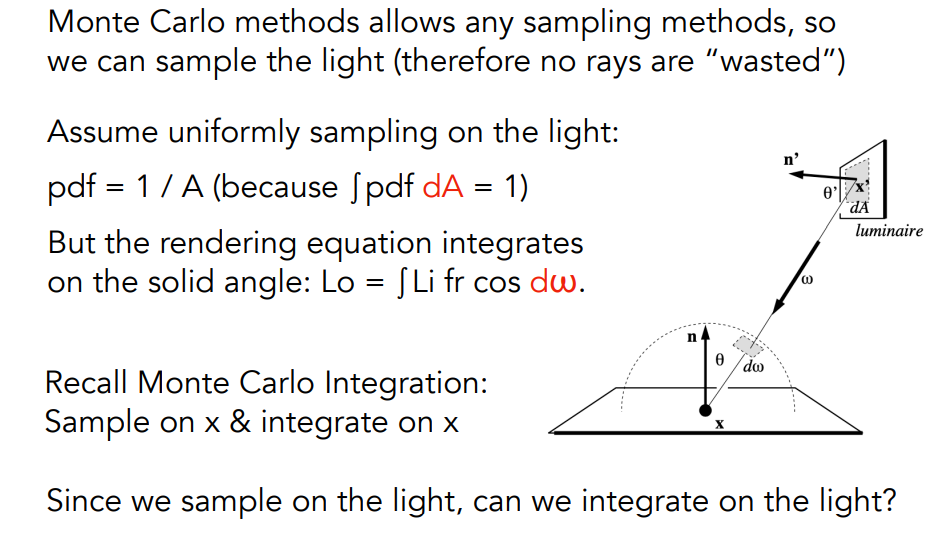 Monte Carlo methods allows any sampling methods, so
we can sample the light (therefore no rays are “wasted”)
Assume uniformly sampling on the light:
pdf = 1 / A (because ∫pdf dA = 1)
But the rendering equation integrates
on the solid angle: Lo = ∫Li fr cos dω.
Recall Monte Carlo Integration:
Sample on x & integrate on x
Since we sample on the light, can we integrate on the light?
n’
θ’
x’
dA
luminaire
ω
n
θ
dω
x